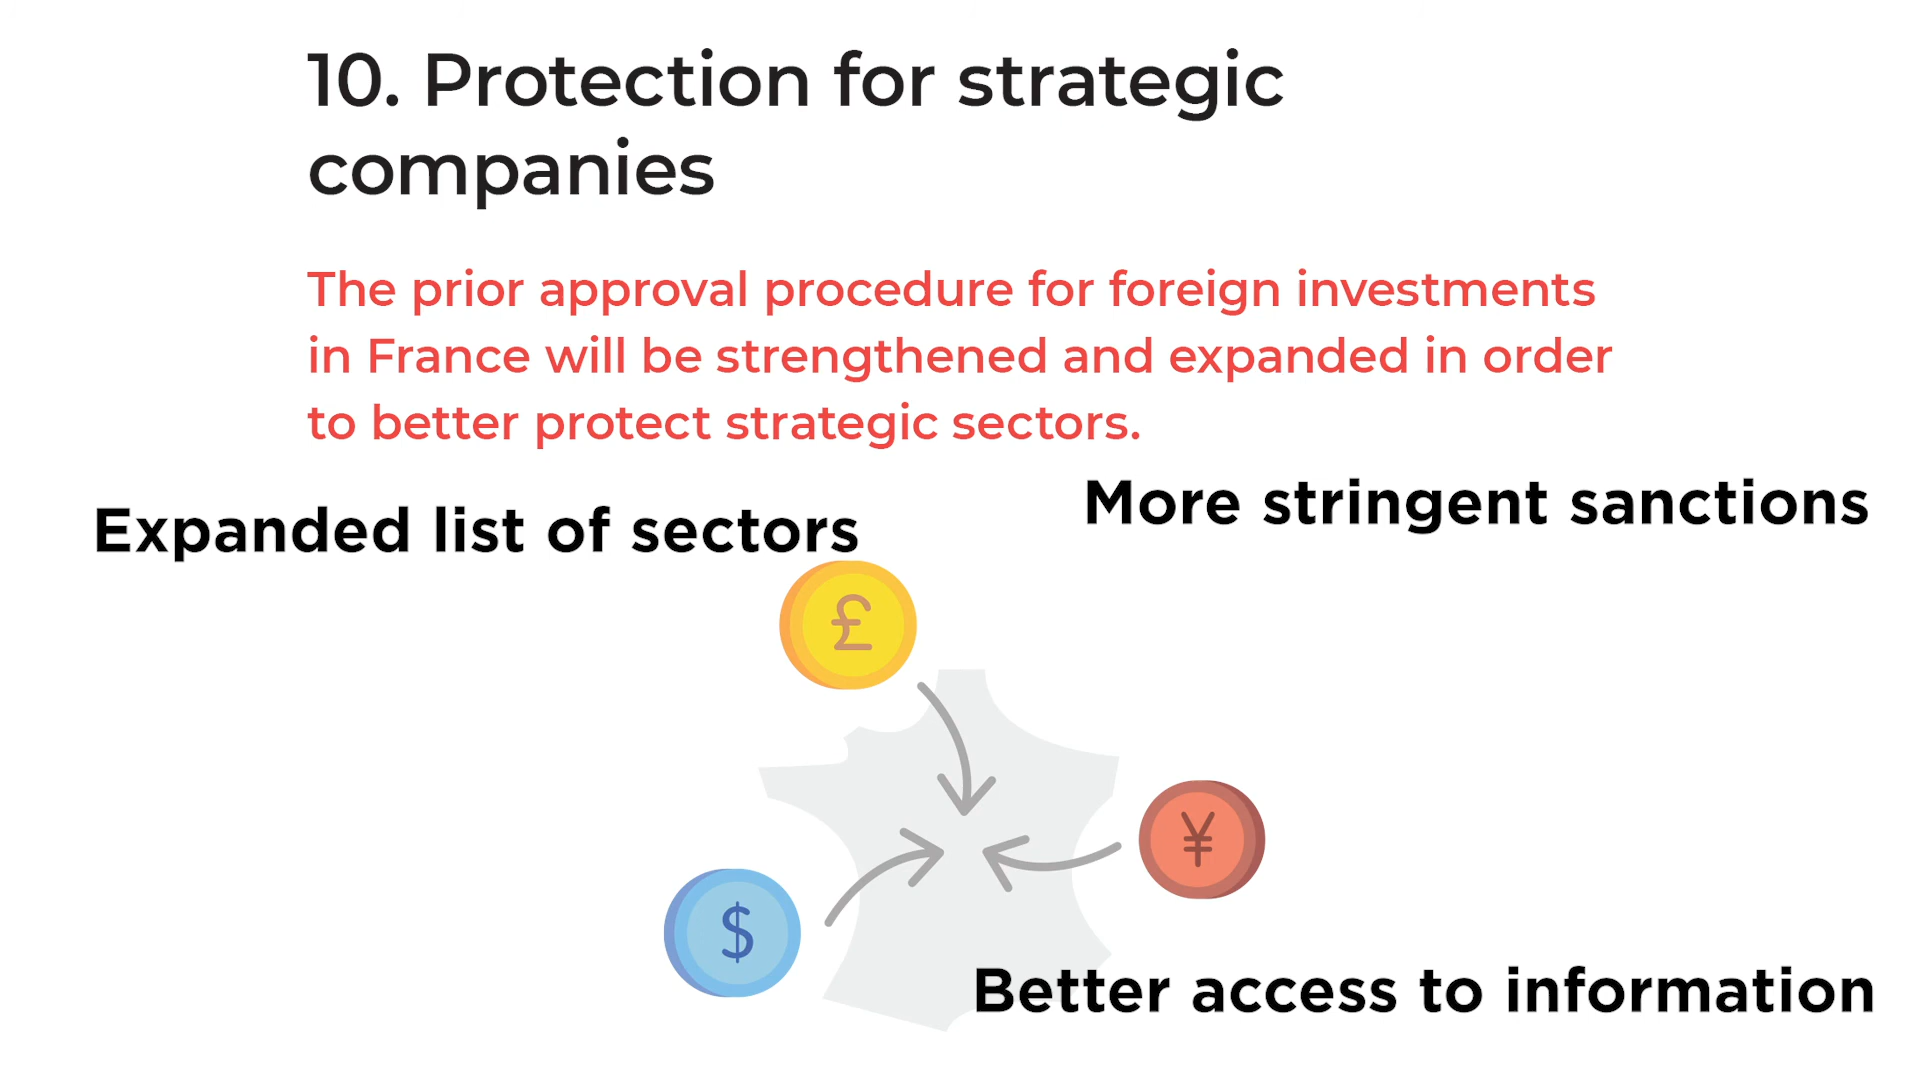 10. Protection for strategic
companies
The prior approval procedure for foreign investments
in France will be strengthened and expanded in order
to better protect strategic sectors.
More stringent sanctions
Expanded list of sectors
£
¥
$
Better access to information